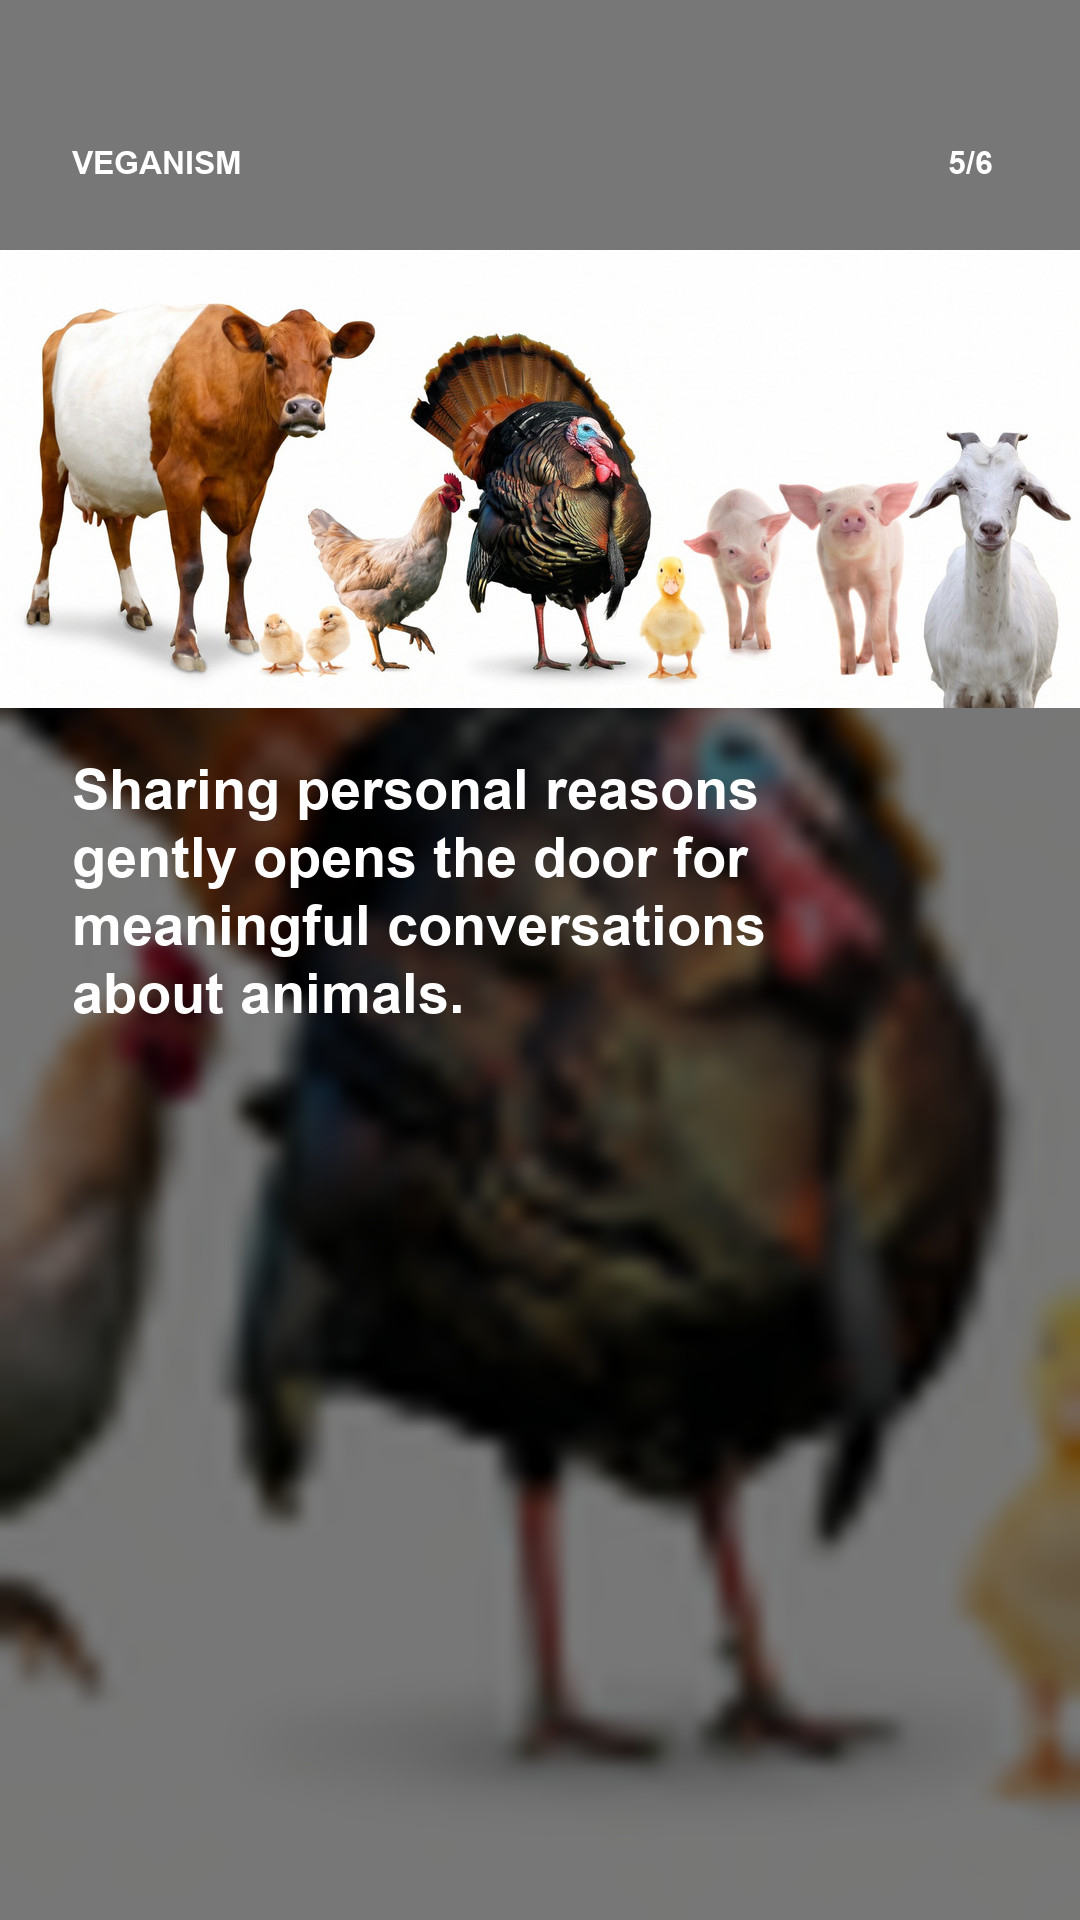 VEGANISM
5/6
Sharing personal reasons
gently opens the door for
meaningful conversations
about animals.